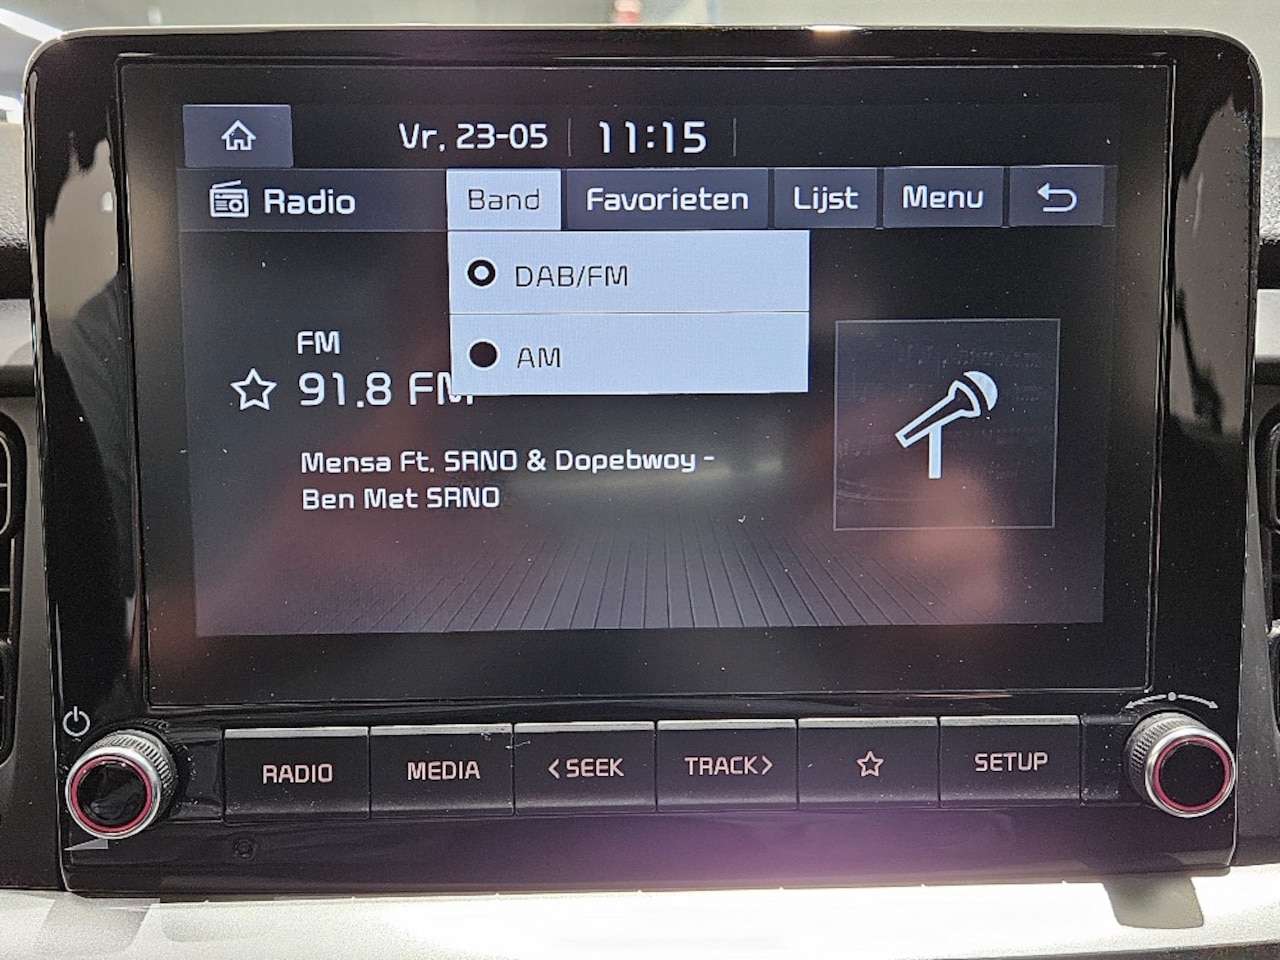 Vr, 23-05 11:15
Radio Band Favorieten Lijst Menu
DAB/FM
AM
FM
91.8 FM
Mensa Ft. SRNO & Dopebwoy -
Ben Met SRNO
RADIO MEDIA <SEEK TRACK> SETUP